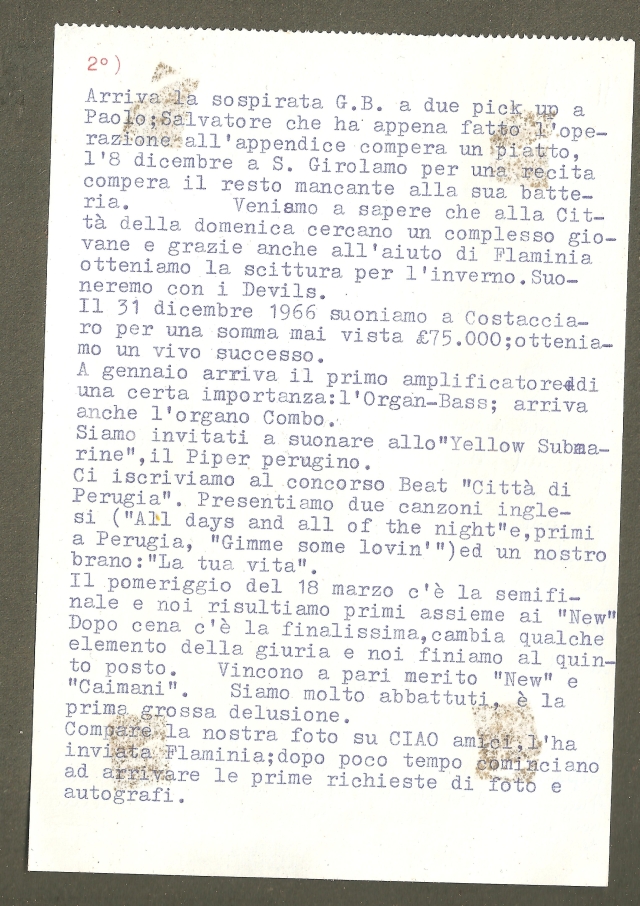 2°)
Arriva la sospirata G.B. a due pick up a
Paolo;Salvatore che ha appena fatto l'ope-
razione all'appendice compera un piatto,
l'8 dicembre a S. Girolamo per una recita
compera il resto mancante alla sua batte-
ria. Veniamo a sapere che alla Cit-
tà della domenica cercano un complesso gio-
vane e grazie anche all'aiuto di Flaminia
otteniamo la scittura per l'inverno.Suo-
neremo con i Devils.
Il 31 dicembre 1966 suoniamo a Costaccia-
ro per una somma mai vista £75.000;ottenia-
mo un vivo successo.
A gennaio arriva il primo amplificatore di
una certa importanza:l'Organ-Bass; arriva
anche l'organo Combo.
Siamo invitati a suonare allo"Yellow Subma-
rine",il Piper perugino.
Ci iscriviamo al concorso Beat "Città di
Perugia". Presentiamo due canzoni ingle-
si ("All days and all of the night"e,primi
a Perugia, "Gimme some lovin'")ed un nostro
brano:"La tua vita".
Il pomeriggio del 18 marzo c'è la semifi-
nale e noi risultiamo primi assieme ai "New"
Dopo cena c'è la finalissima,cambia qualche
elemento della giuria e noi finiamo al quin-
to posto. Vincono a pari merito "New" e
"Caimani". Siamo molto abbattuti, è la
prima grossa delusione.
Compare la nostra foto su CIAO amici,l'ha
inviata Flaminia;dopo poco tempo cominciano
ad arrivare le prime richieste di foto e
autografi.